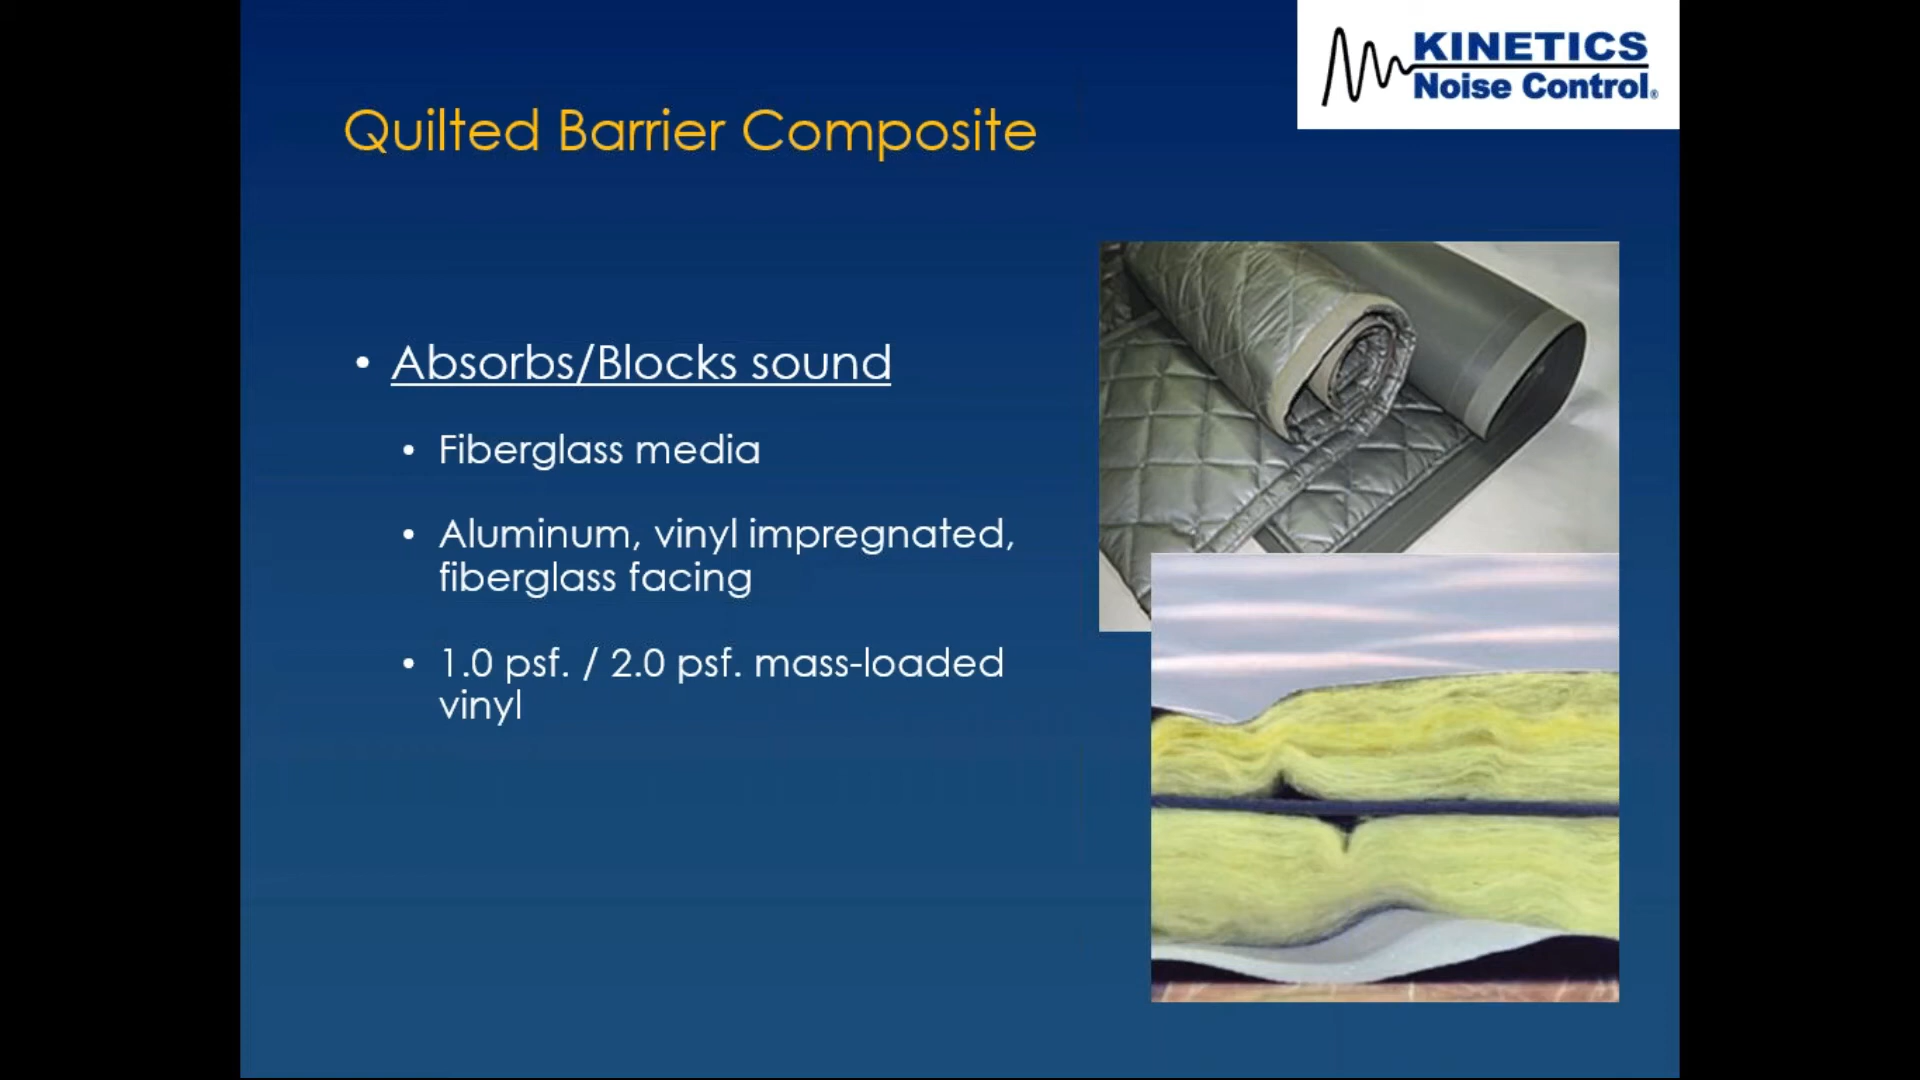 KINETICS
Noise Control®
Quilted Barrier Composite
• Absorbs/Blocks sound
• Fiberglass media
• Aluminum, vinyl impregnated,
fiberglass facing
• 1.0 psf. / 2.0 psf. mass-loaded
vinyl